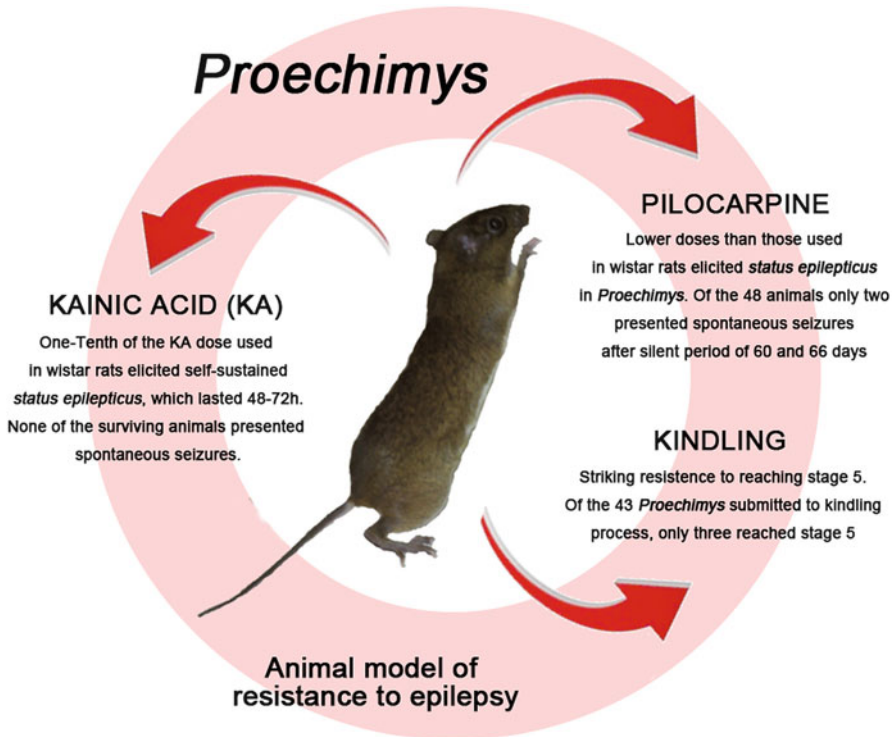 Proechimys
KAINIC ACID (KA)
One-Tenth of the KA dose used
in wistar rats elicited self-sustained
status epilepticus, which lasted 48-72h.
None of the surviving animals presented
spontaneous seizures.
PILOCARPINE
Lower doses than those used
in wistar rats elicited status epilepticus
in Proechimys. Of the 48 animals only two
presented spontaneous seizures
after silent period of 60 and 66 days
KINDLING
Striking resistence to reaching stage 5.
Of the 43 Proechimys submitted to kindling
process, only three reached stage 5
Animal model of
resistance to epilepsy